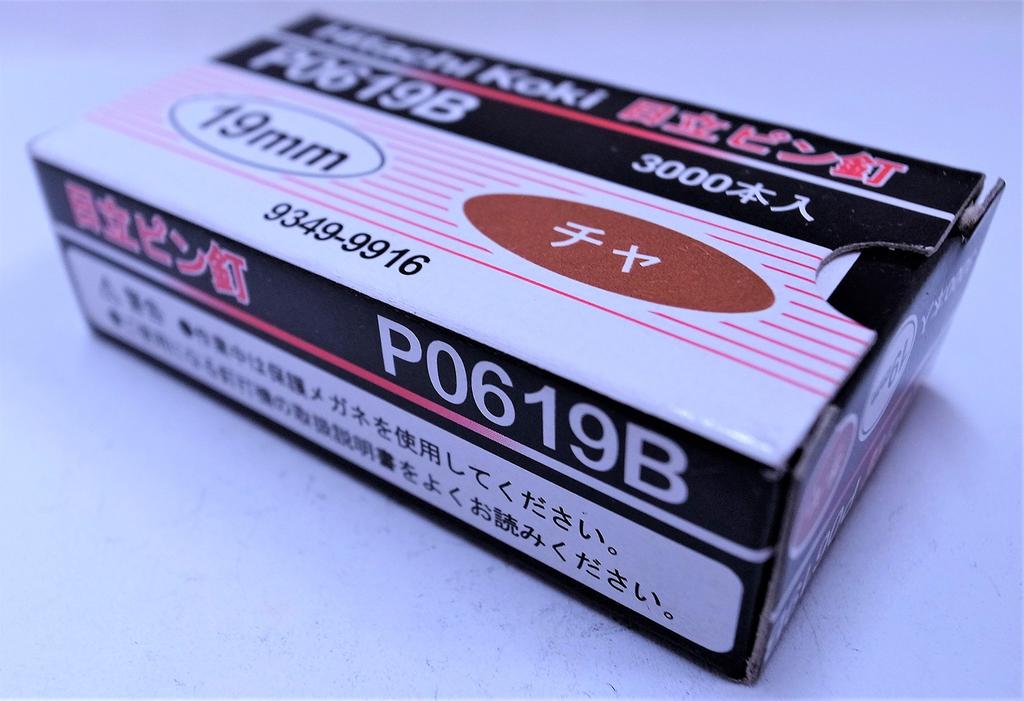 Hitachi Koki 日立ピン釘
P0619B
3000本入
19mm
チャ
9349-9916
日立ピン釘
P0619B
⚠ 警告 ●作業中は保護メガネを使用してください。
●ご使用になる釘打機の取扱説明書をよくお読みください。